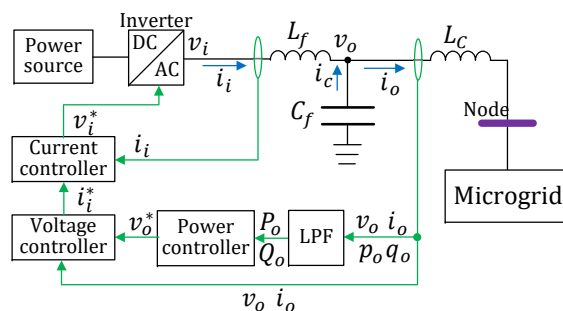 Inverter
Power source
DC
AC
v_i
L_f
v_o
L_C
i_i
i_c
i_o
C_f
Node
v_i^*
Current controller
i_i
Microgrid
i_i^*
Voltage controller
v_o^*
Power controller
P_o
Q_o
LPF
v_o i_o
p_o q_o
v_o i_o